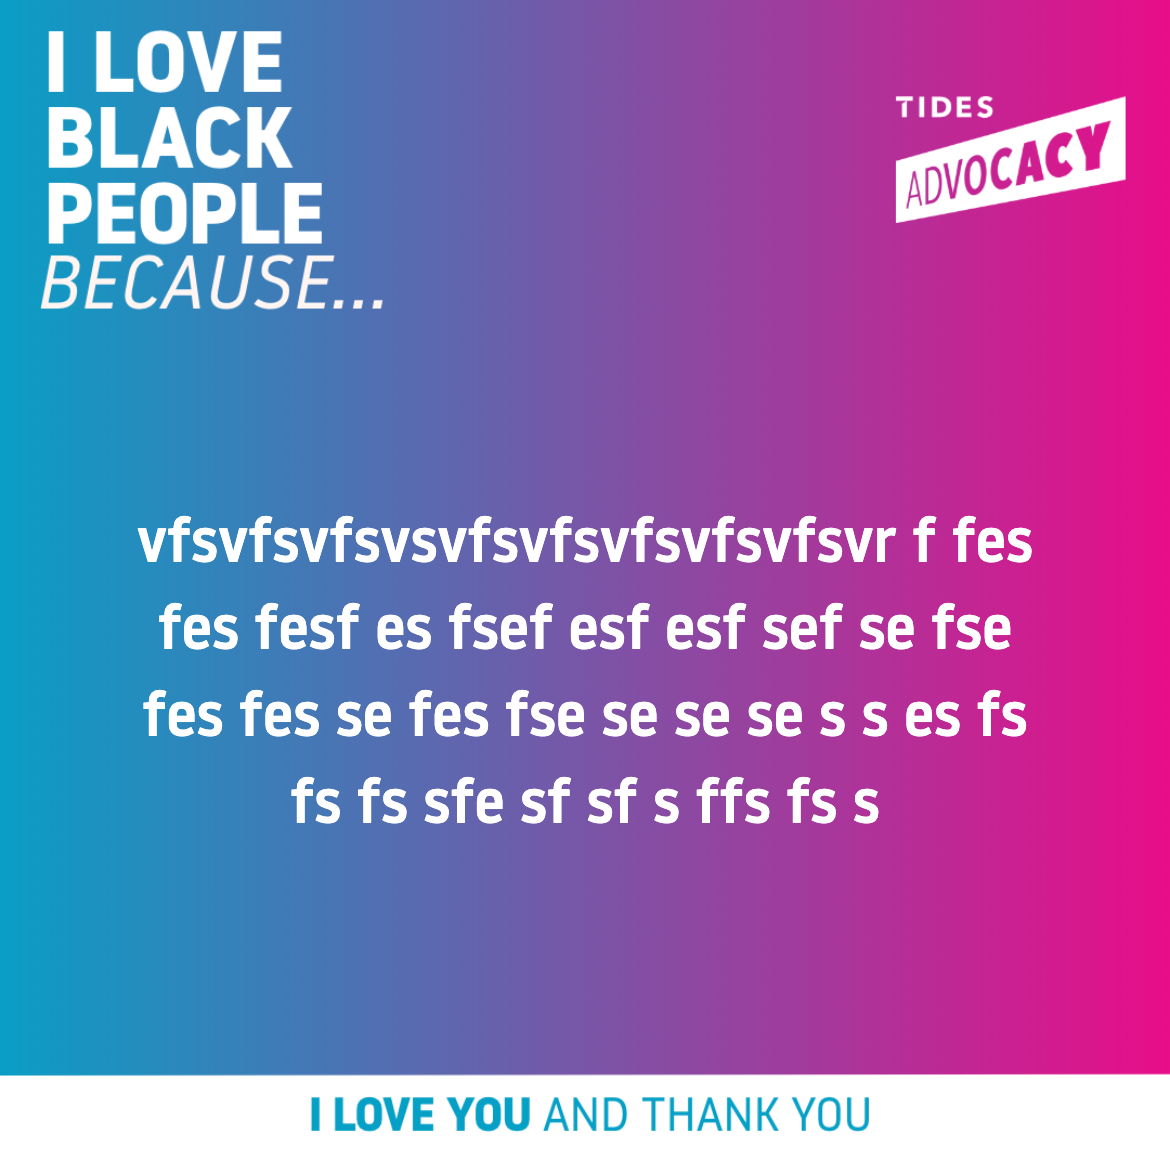 I LOVE
BLACK
PEOPLE
BECAUSE...
TIDES
ADVOCACY
vfsvfsvfsvsvfsvfsvfsvfsvfsvr f fes
fes fesf es fsef esf esf sef se fse
fes fes se fes fse se se se s s es fs
fs fs sfe sf sf s ffs fs s
I LOVE YOU AND THANK YOU